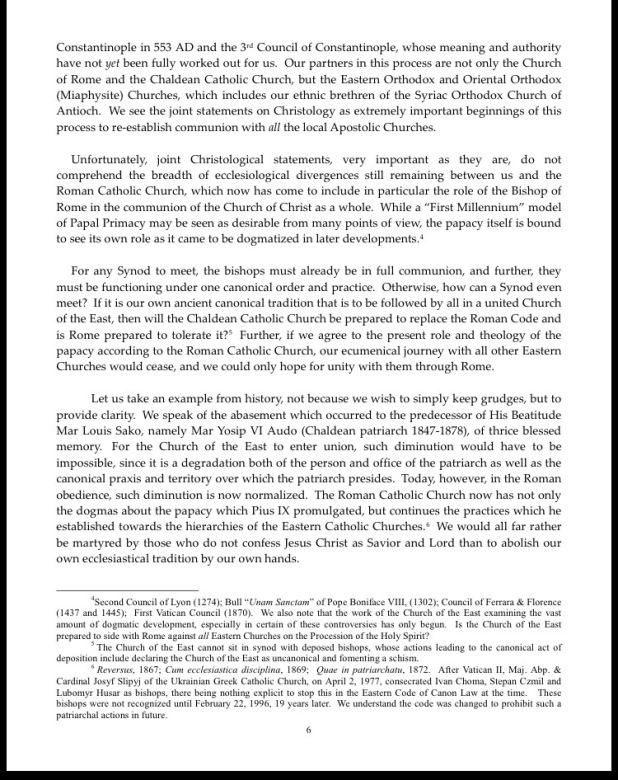 Constantinople in 553 AD and the 3rd Council of Constantinople, whose meaning and authority
have not yet been fully worked out for us. Our partners in this process are not only the Church
of Rome and the Chaldean Catholic Church, but the Eastern Orthodox and Oriental Orthodox
(Miaphysite) Churches, which includes our ethnic brethren of the Syriac Orthodox Church of
Antioch. We see the joint statements on Christology as extremely important beginnings of this
process to re-establish communion with all the local Apostolic Churches.
Unfortunately, joint Christological statements, very important as they are, do not
comprehend the breadth of ecclesiological divergences still remaining between us and the
Roman Catholic Church, which now has come to include in particular the role of the Bishop of
Rome in the communion of the Church of Christ as a whole. While a “First Millennium” model
of Papal Primacy may be seen as desirable from many points of view, the papacy itself is bound
to see its own role as it came to be dogmatized in later developments.4
For any Synod to meet, the bishops must already be in full communion, and further, they
must be functioning under one canonical order and practice. Otherwise, how can a Synod even
meet? If it is our own ancient canonical tradition that is to be followed by all in a united Church
of the East, then will the Chaldean Catholic Church be prepared to replace the Roman Code and
is Rome prepared to tolerate it?5 Further, if we agree to the present role and theology of the
papacy according to the Roman Catholic Church, our ecumenical journey with all other Eastern
Churches would cease, and we could only hope for unity with them through Rome.
Let us take an example from history, not because we wish to simply keep grudges, but to
provide clarity. We speak of the abasement which occurred to the predecessor of His Beatitude
Mar Louis Sako, namely Mar Yosip VI Audo (Chaldean patriarch 1847-1878), of thrice blessed
memory. For the Church of the East to enter union, such diminution would have to be
impossible, since it is a degradation both of the person and office of the patriarch as well as the
canonical praxis and territory over which the patriarch presides. Today, however, in the Roman
obedience, such diminution is now normalized. The Roman Catholic Church now has not only
the dogmas about the papacy which Pius IX promulgated, but continues the practices which he
established towards the hierarchies of the Eastern Catholic Churches.6 We would all far rather
be martyred by those who do not confess Jesus Christ as Savior and Lord than to abolish our
own ecclesiastical tradition by our own hands.
4Second Council of Lyon (1274); Bull “Unam Sanctam” of Pope Boniface VIII, (1302); Council of Ferrara & Florence
(1437 and 1445); First Vatican Council (1870). We also note that the work of the Church of the East examining the vast
amount of dogmatic development, especially in certain of these controversies has only begun. Is the Church of the East
prepared to side with Rome against all Eastern Churches on the Procession of the Holy Spirit?
5 The Church of the East cannot sit in synod with deposed bishops, whose actions leading to the canonical act of
deposition include declaring the Church of the East as uncanonical and fomenting a schism.
6 Reversus, 1867; Cum ecclesiastica disciplina, 1869; Quae in patriarchatu, 1872. After Vatican II, Maj. Abp. &
Cardinal Josyf Slipyj of the Ukrainian Greek Catholic Church, on April 2, 1977, consecrated Ivan Choma, Stepan Czmil and
Lubomyr Husar as bishops, there being nothing explicit to stop this in the Eastern Code of Canon Law at the time. These
bishops were not recognized until February 22, 1996, 19 years later. We understand the code was changed to prohibit such a
patriarchal actions in future.
6